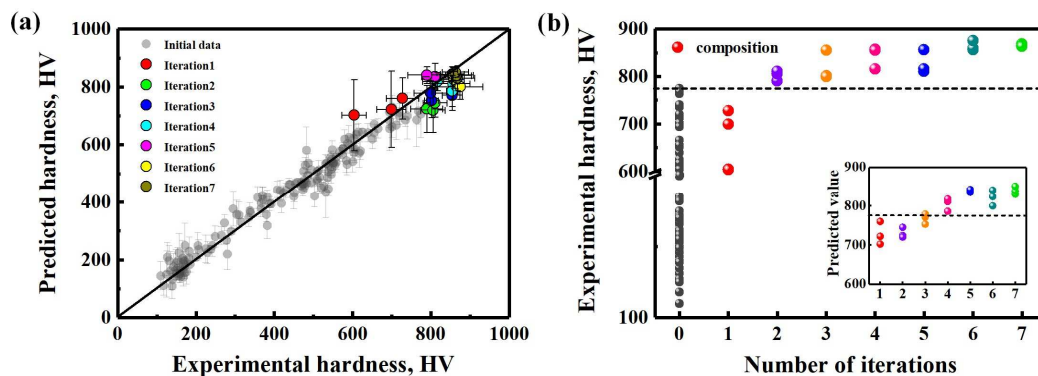 (a)
1000
800
600
400
200
0
Predicted hardness, HV
Initial data
Iteration1
Iteration2
Iteration3
Iteration4
Iteration5
Iteration6
Iteration7
0 200 400 600 800 1000
Experimental hardness, HV
(b)
900
800
700
600
100
Experimental hardness, HV
composition
900
800
700
600
Predicted value
1 2 3 4 5 6 7
0 1 2 3 4 5 6 7
Number of iterations